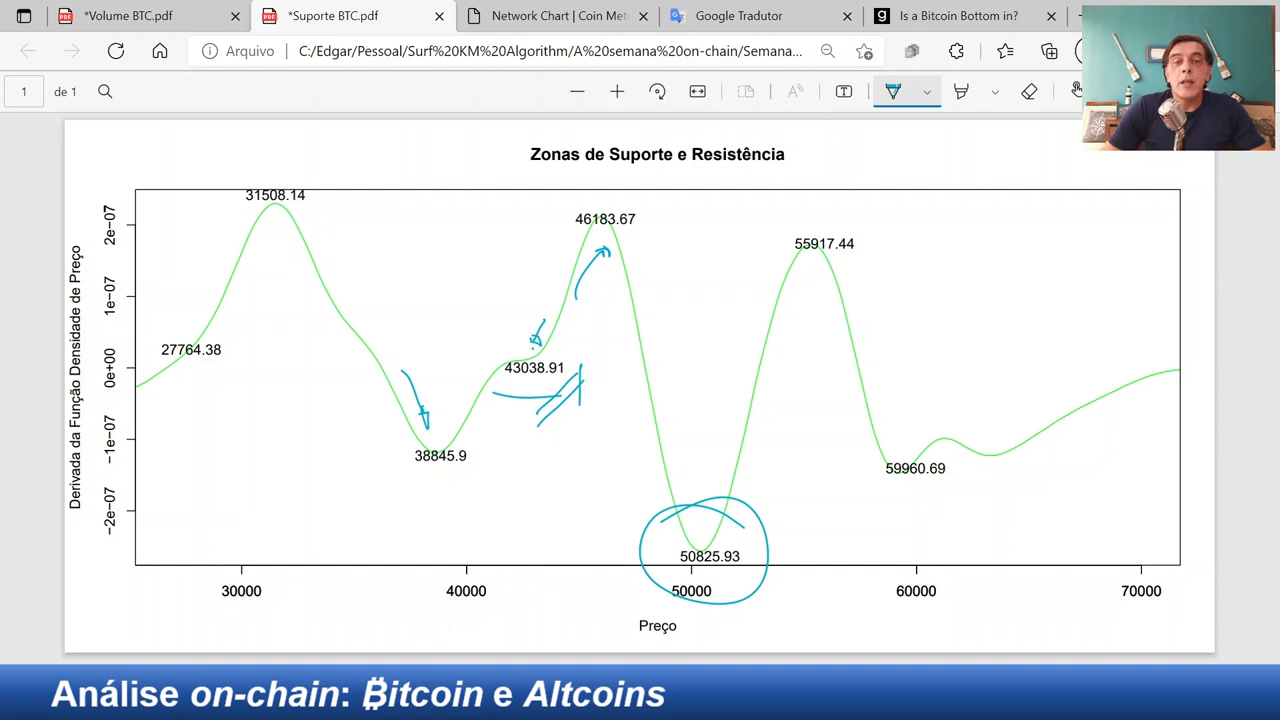 *Volume BTC.pdf
*Suporte BTC.pdf
Network Chart | Coin Met
Google Tradutor
Is a Bitcoin Bottom in?
Arquivo
C:/Edgar/Pessoal/Surf%20KM%20Algorithm/A%20semana%20on-chain/Semana...
1 de 1
Zonas de Suporte e Resistência
Derivada da Função Densidade de Preço
2e-07
1e-07
0e+00
-1e-07
-2e-07
31508.14
46183.67
55917.44
27764.38
43038.91
38845.9
59960.69
50825.93
30000 40000 50000 60000 70000
Preço
Análise on-chain: ₿itcoin e Altcoins